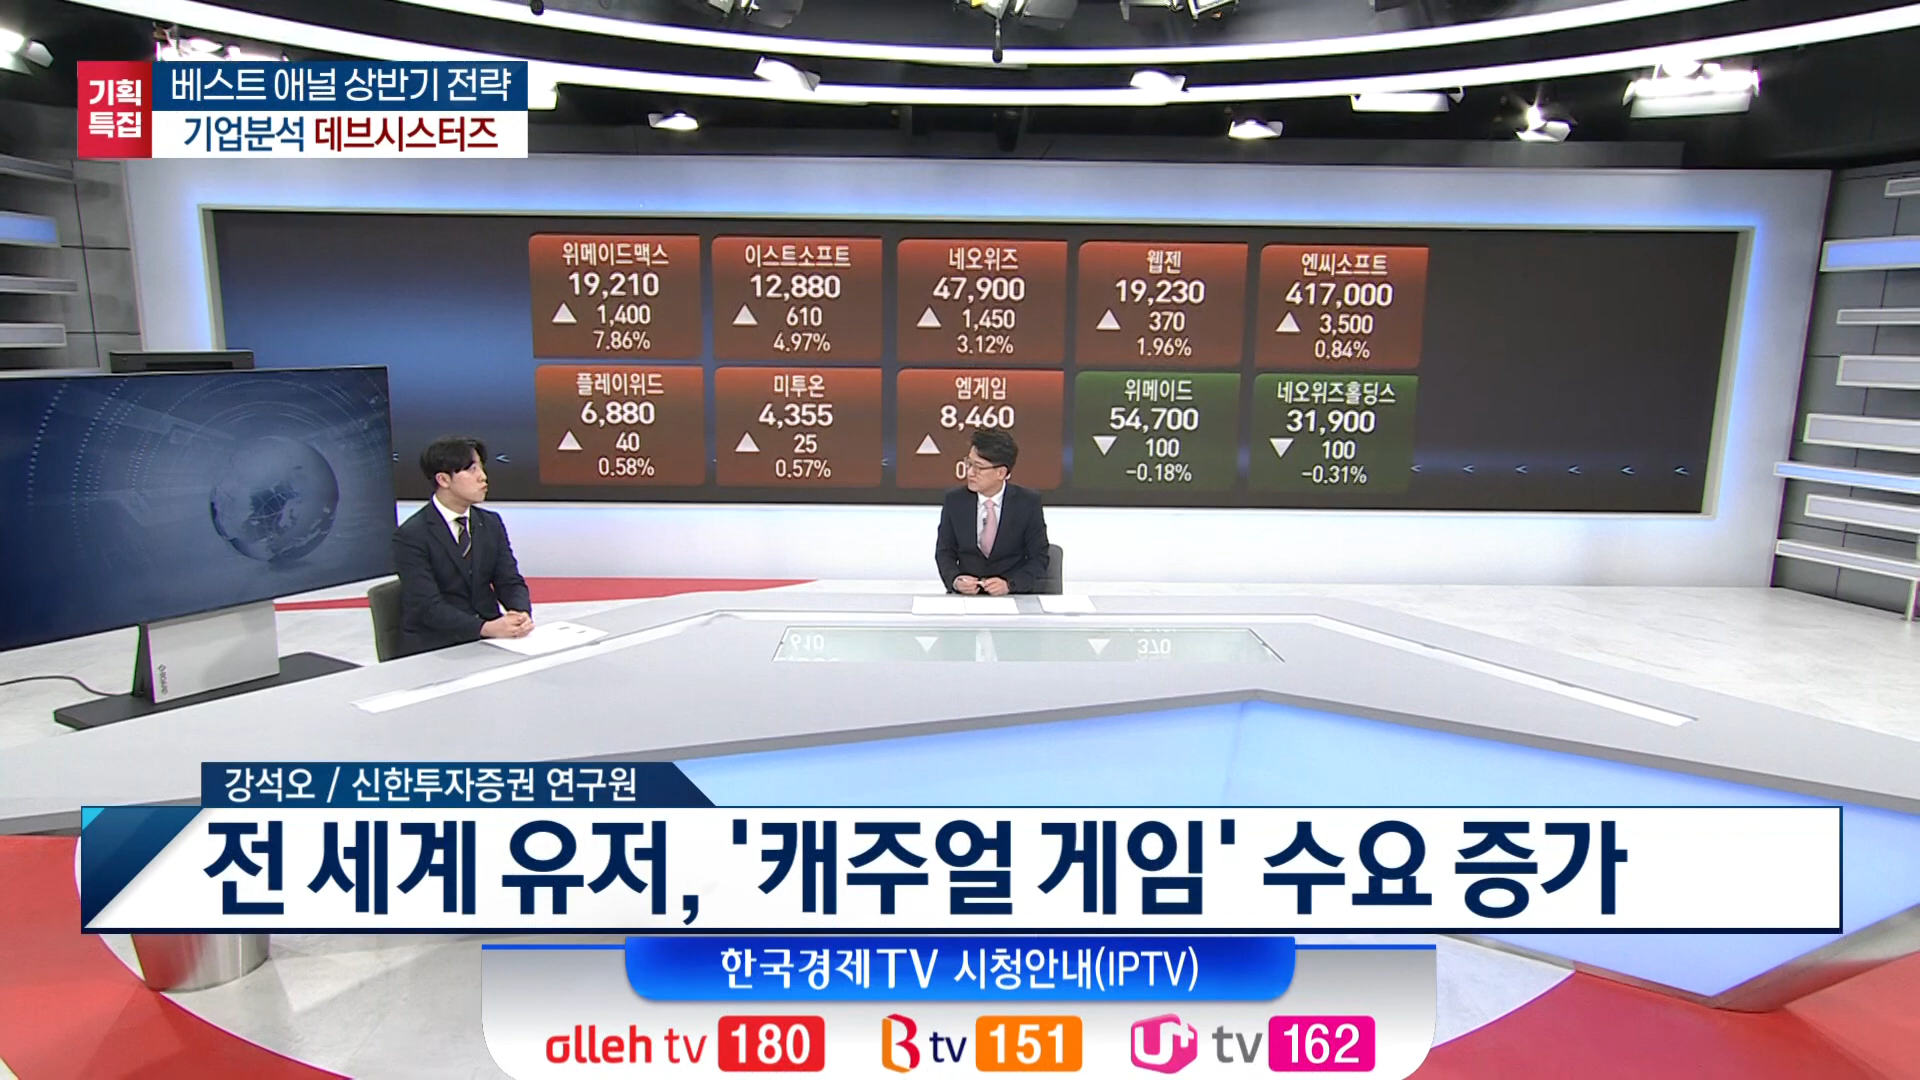 기획
특집
베스트 애널 상반기 전략
기업분석 데브시스터즈
위메이드맥스
19,210
▲ 1,400
7.86%
이스트소프트
12,880
▲ 610
4.97%
네오위즈
47,900
▲ 1,450
3.12%
웹젠
19,230
▲ 370
1.96%
엔씨소프트
417,000
▲ 3,500
0.84%
플레이위드
6,880
▲ 40
0.58%
미투온
4,355
▲ 25
0.57%
엠게임
8,460
▲
위메이드
54,700
▼ 100
-0.18%
네오위즈홀딩스
31,900
▼ 100
-0.31%
강석오 / 신한투자증권 연구원
전 세계 유저, '캐주얼 게임' 수요 증가
한국경제TV 시청안내(IPTV)
olleh tv 180
B tv 151
U+ tv 162